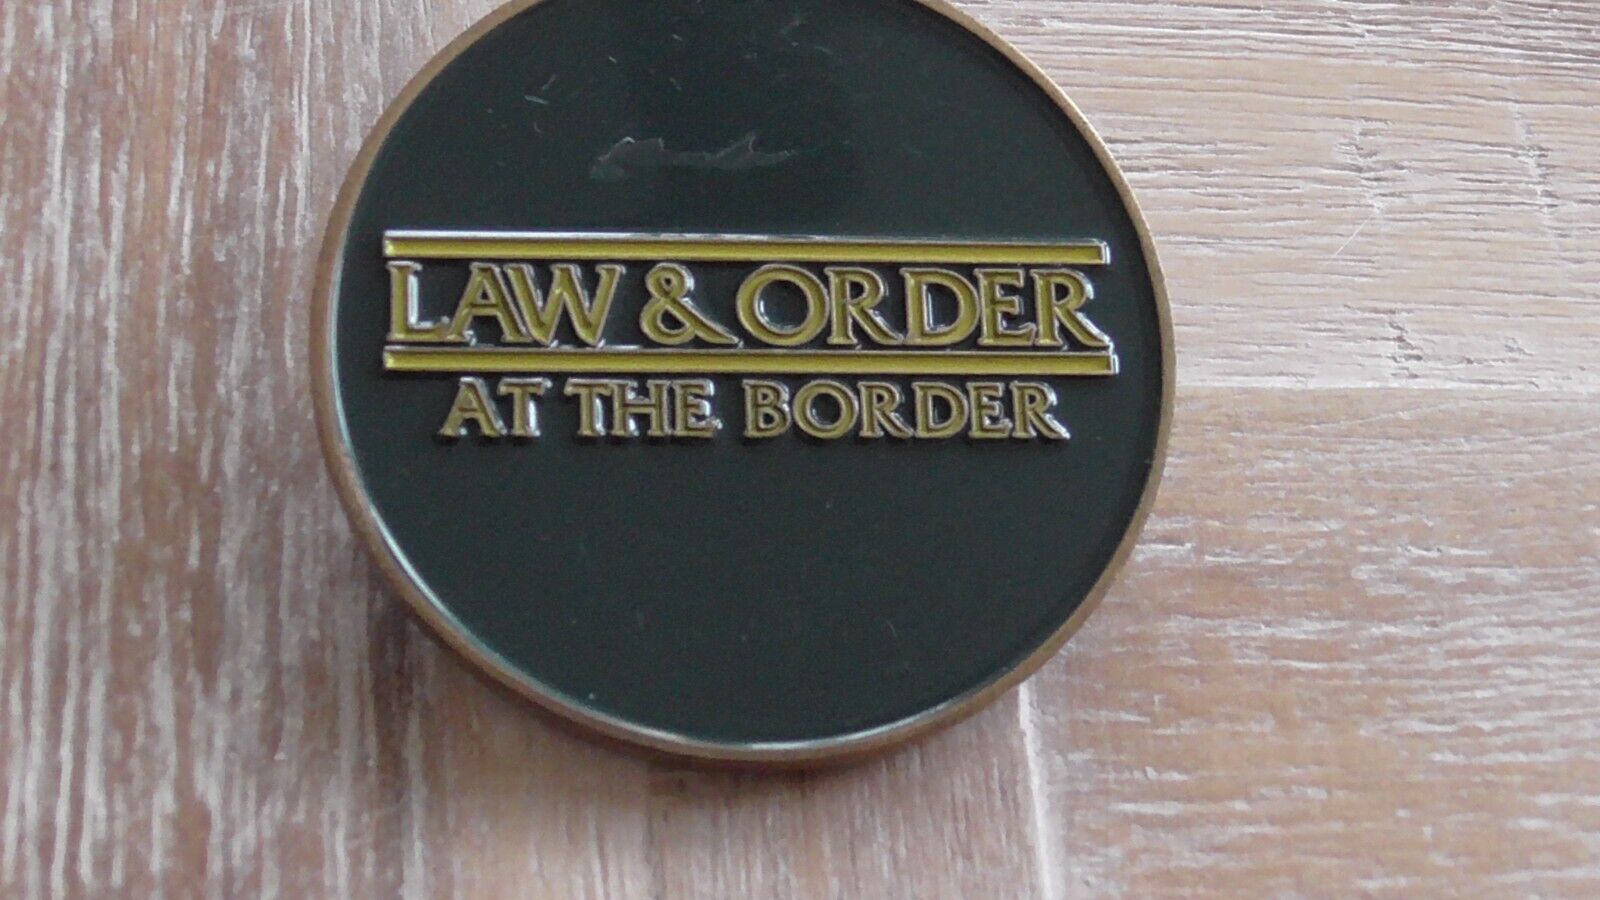 LAW & ORDER
AT THE BORDER